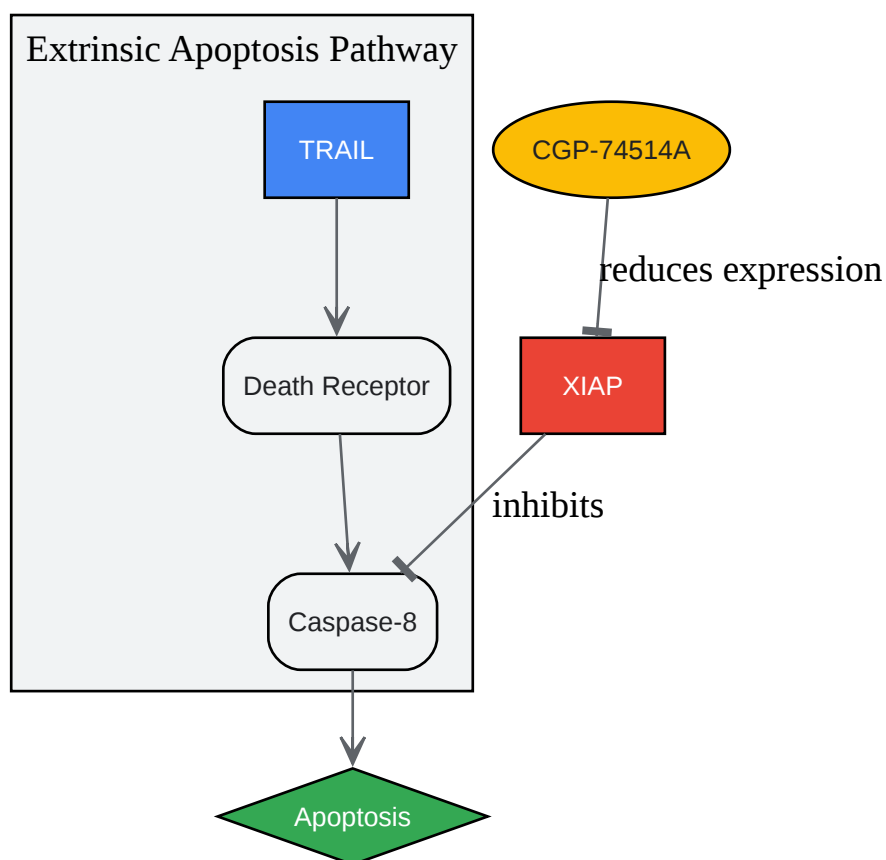 Extrinsic Apoptosis Pathway
TRAIL
CGP-74514A
reduces expression
Death Receptor
XIAP
inhibits
Caspase-8
Apoptosis